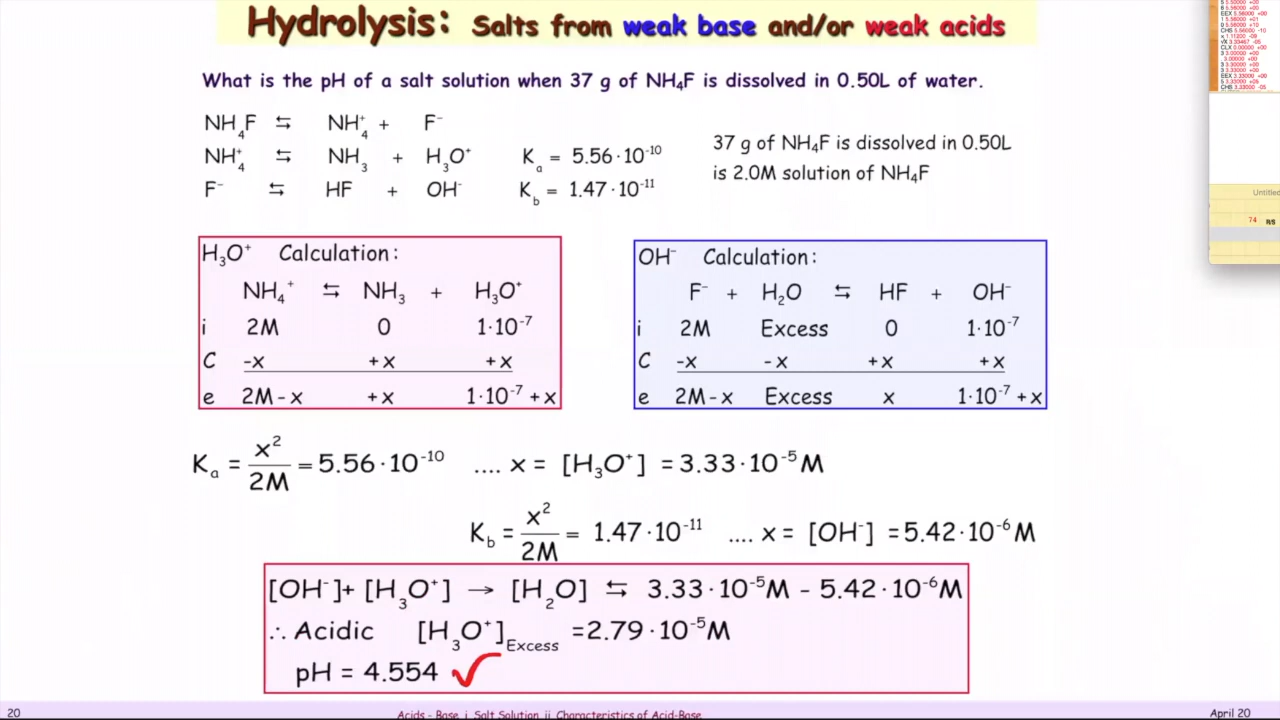 Hydrolysis: Salts from weak base and/or weak acids
What is the pH of a salt solution whn 37 g of NH₄F is dissolved in 0.50L of water.
NH₄F ⇆ NH₄⁺ + F⁻
NH₄⁺ ⇆ NH₃ + H₃O⁺ Kₐ = 5.56·10⁻¹⁰
F⁻ ⇆ HF + OH⁻ K_b = 1.47·10⁻¹¹
37 g of NH₄F is dissolved in 0.50L
is 2.0M solution of NH₄F
H₃O⁺ Calculation:
NH₄⁺ ⇆ NH₃ + H₃O⁺
i 2M 0 1·10⁻⁷
C -x +x +x
e 2M-x +x 1·10⁻⁷+x
OH⁻ Calculation:
F⁻ + H₂O ⇆ HF + OH⁻
i 2M Excess 0 1·10⁻⁷
C -x -x +x +x
e 2M-x Excess x 1·10⁻⁷+x
Kₐ = x²/2M = 5.56·10⁻¹⁰ .... x = [H₃O⁺] = 3.33·10⁻⁵M
K_b = x²/2M = 1.47·10⁻¹¹ .... x = [OH⁻] = 5.42·10⁻⁶M
[OH⁻]+ [H₃O⁺] → [H₂O] ⇆ 3.33·10⁻⁵M - 5.42·10⁻⁶M
∴ Acidic [H₃O⁺]Excess =2.79·10⁻⁵M
pH = 4.554 ✓
20
Acids - Base i Salt Solution ii Characteristics of Acid-Base
April 20
Untitled
74